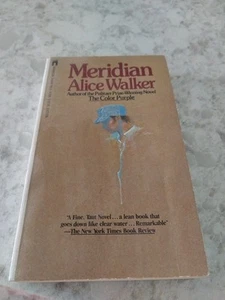 Meridian
Alice Walker
Author of the Pulitzer Prize-Winning Novel
The Color Purple
"A Fine, Taut Novel...a lean book that
goes down like clear water...Remarkable"
—The New York Times Book Review